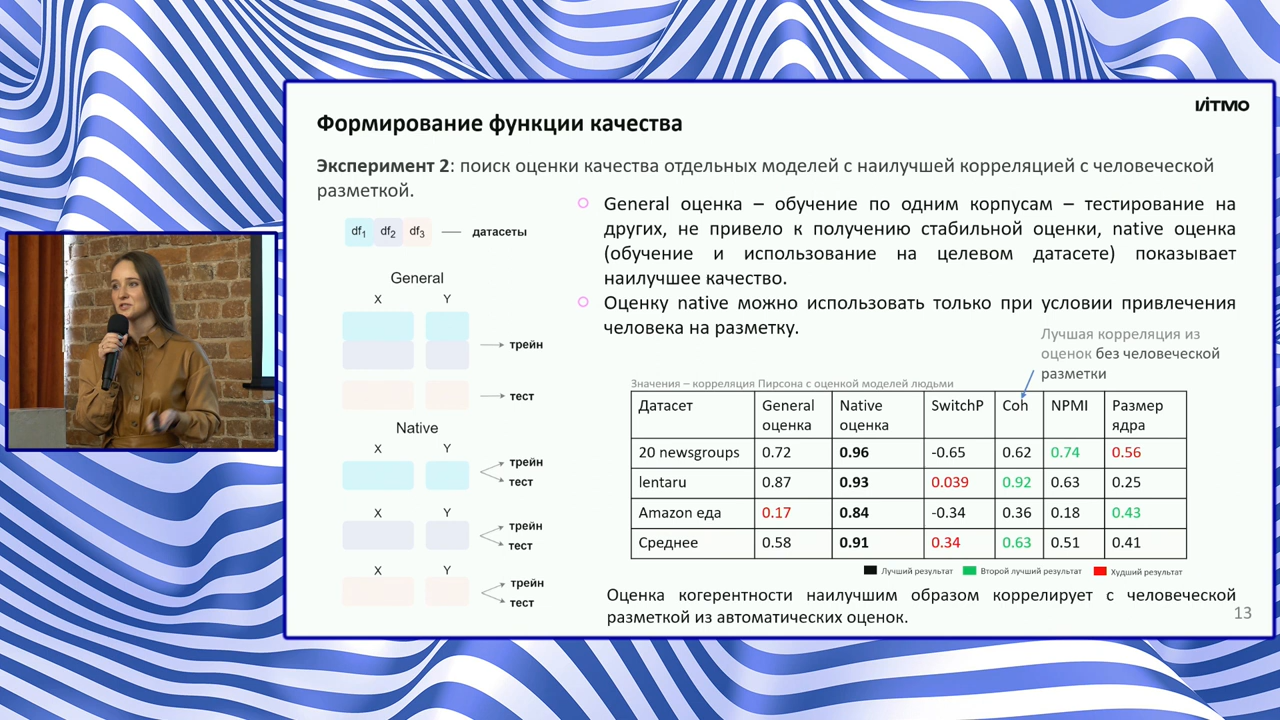 ИТМО
Формирование функции качества
Эксперимент 2: поиск оценки качества отдельных моделей с наилучшей корреляцией с человеческой
разметкой.
df1 df2 df3 — датасеты
General
X Y
трейн
тест
Native
X Y
трейн
тест
X Y
трейн
тест
X Y
трейн
тест
General оценка – обучение по одним корпусам – тестирование на
других, не привело к получению стабильной оценки, native оценка
(обучение и использование на целевом датасете) показывает
наилучшее качество.
Оценку native можно использовать только при условии привлечения
человека на разметку.
Лучшая корреляция из
оценок без человеческой
разметки
Значения – корреляция Пирсона с оценкой моделей людьми
Датасет General оценка Native оценка SwitchP Coh NPMI Размер ядра
20 newsgroups 0.72 0.96 -0.65 0.62 0.74 0.56
lentaru 0.87 0.93 0.039 0.92 0.63 0.25
Amazon еда 0.17 0.84 -0.34 0.36 0.18 0.43
Среднее 0.58 0.91 0.34 0.63 0.51 0.41
Лучший результат Второй лучший результат Худший результат
Оценка когерентности наилучшим образом коррелирует с человеческой
разметкой из автоматических оценок.
13